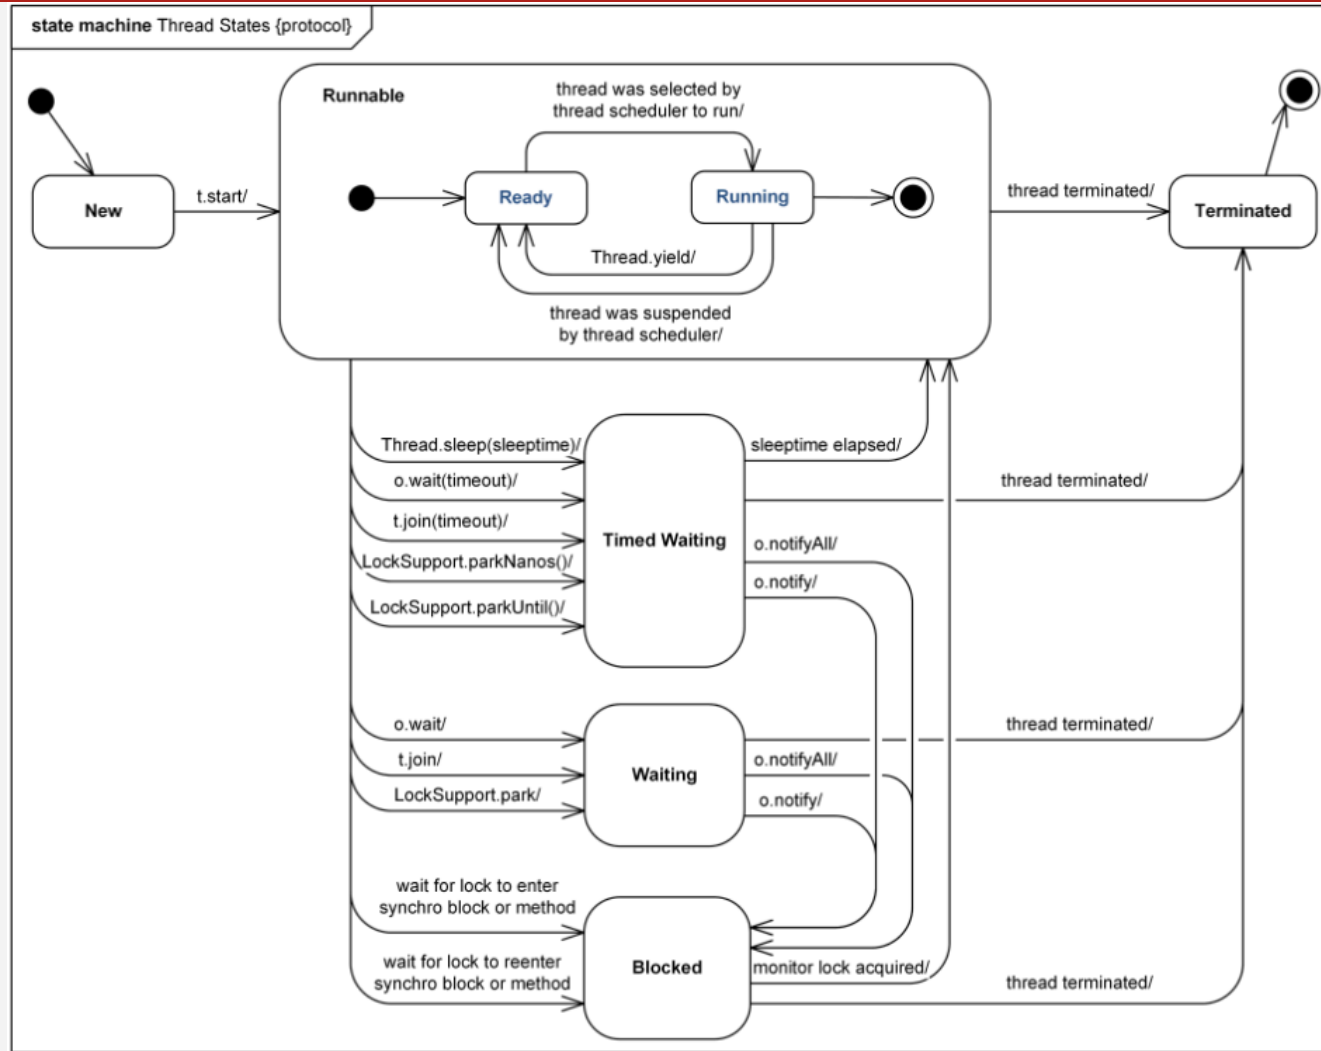 state machine Thread States {protocol}
Runnable
thread was selected by
thread scheduler to run/
New
t.start/
Ready
Running
thread terminated/
Terminated
Thread.yield/
thread was suspended
by thread scheduler/
Thread.sleep(sleeptime)/
sleeptime elapsed/
o.wait(timeout)/
thread terminated/
t.join(timeout)/
Timed Waiting
o.notifyAll/
LockSupport.parkNanos()/
o.notify/
LockSupport.parkUntil()/
o.wait/
thread terminated/
t.join/
Waiting
o.notifyAll/
LockSupport.park/
o.notify/
wait for lock to enter
synchro block or method
wait for lock to reenter
synchro block or method
Blocked
monitor lock acquired/
thread terminated/